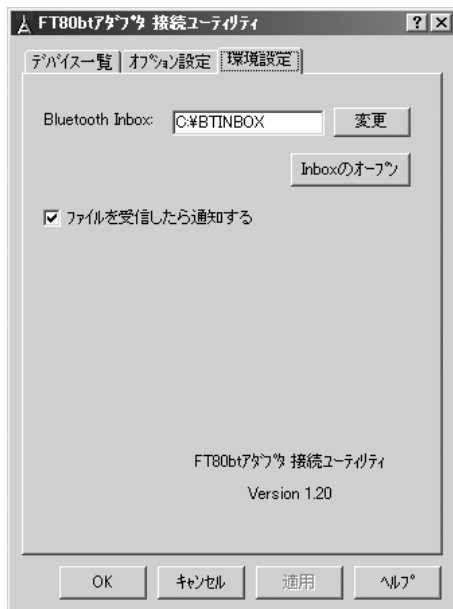 FT80btｱﾀﾞﾌﾟﾀ 接続ﾕｰﾃｨﾘﾃｨ
ﾃﾞﾊﾞｲｽ一覧 ｵﾌﾟｼｮﾝ設定 環境設定
Bluetooth Inbox: C:¥BTINBOX 変更
Inboxのｵｰﾌﾟﾝ
ﾌｧｲﾙを受信したら通知する
FT80btｱﾀﾞﾌﾟﾀ 接続ﾕｰﾃｨﾘﾃｨ
Version 1.20
OK ｷｬﾝｾﾙ 適用 ﾍﾙﾌﾟ